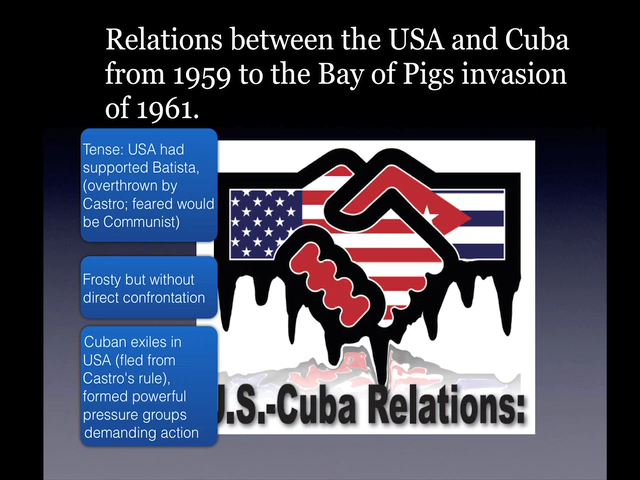 Relations between the USA and Cuba
from 1959 to the Bay of Pigs invasion
of 1961.
Tense: USA had
supported Batista,
(overthrown by
Castro; feared would
be Communist)
Frosty but without
direct confrontation
Cuban exiles in
USA (fled from
Castro's rule),
formed powerful
pressure groups
demanding action
.S.-Cuba Relations: